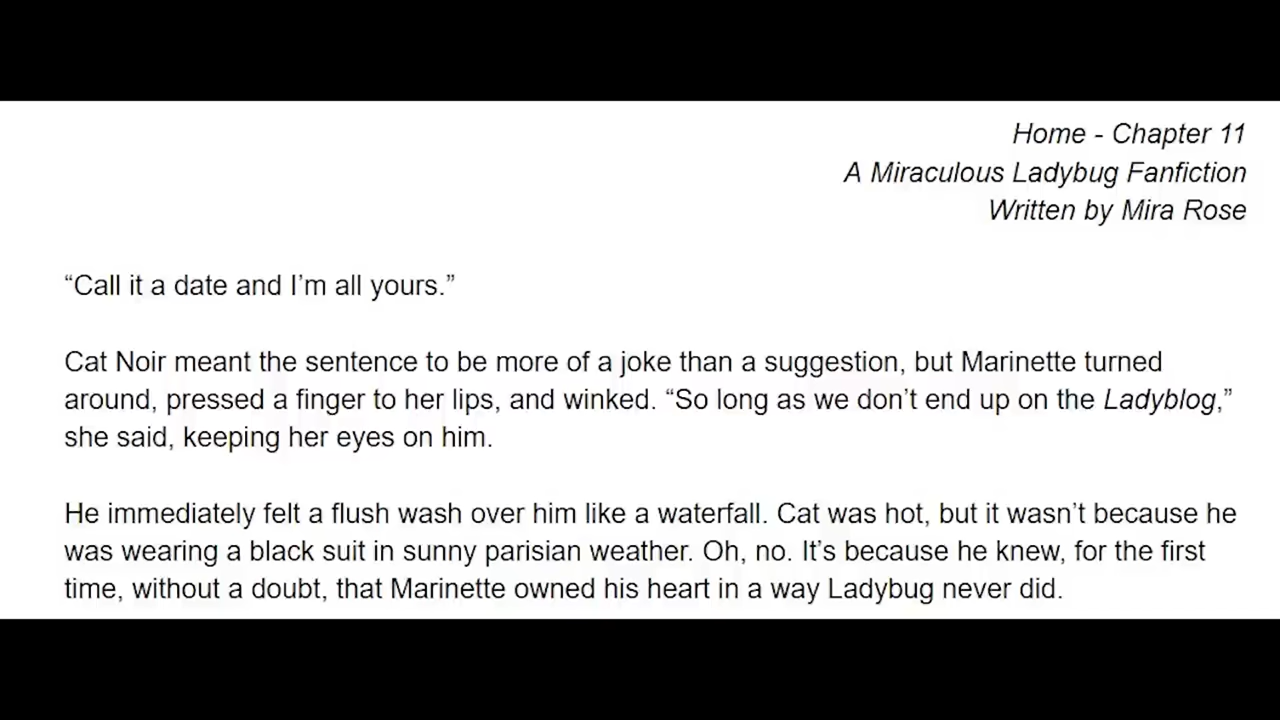 Home - Chapter 11
A Miraculous Ladybug Fanfiction
Written by Mira Rose
“Call it a date and I’m all yours.”
Cat Noir meant the sentence to be more of a joke than a suggestion, but Marinette turned
around, pressed a finger to her lips, and winked. “So long as we don’t end up on the Ladyblog,”
she said, keeping her eyes on him.
He immediately felt a flush wash over him like a waterfall. Cat was hot, but it wasn’t because he
was wearing a black suit in sunny parisian weather. Oh, no. It’s because he knew, for the first
time, without a doubt, that Marinette owned his heart in a way Ladybug never did.